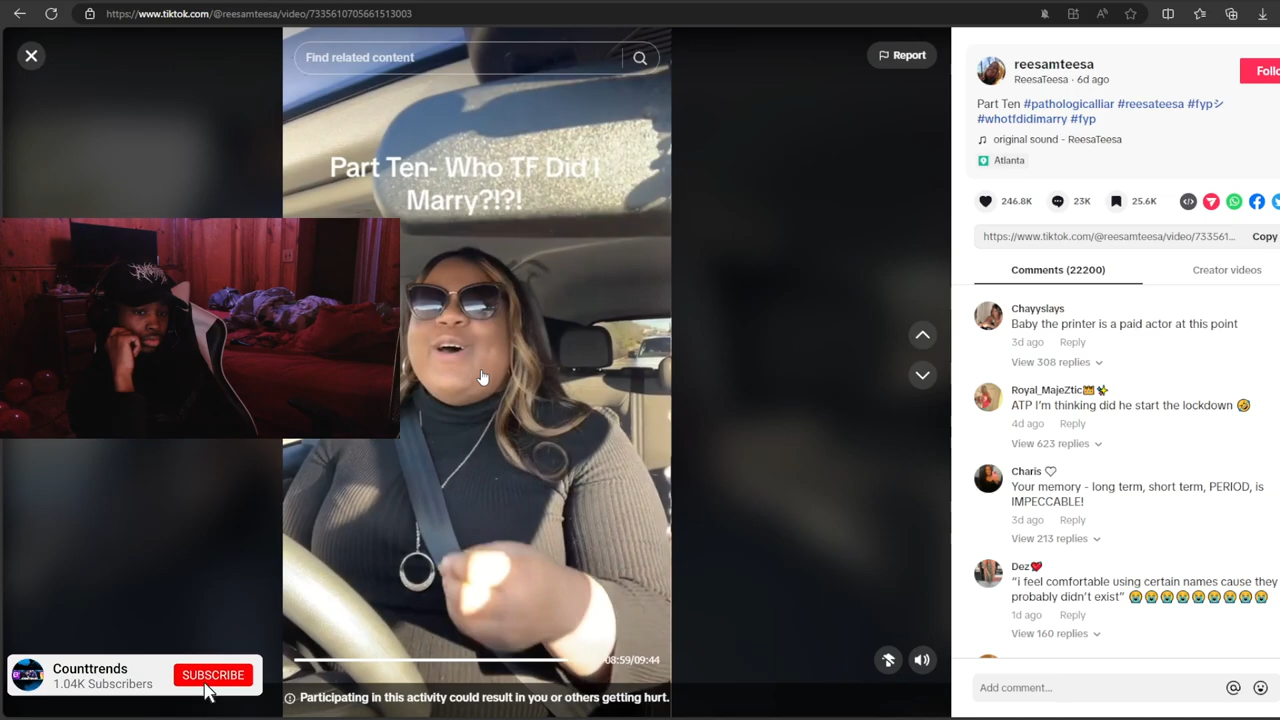 https://www.tiktok.com/@reesamteesa/video/7335610705661513003
Find related content
Report
Part Ten- Who TF Did I
Marry?!?!
08:59/09:44
Participating in this activity could result in you or others getting hurt.
Counttrends
1.04K Subscribers
SUBSCRIBE
reesamteesa
ReesaTeesa · 6d ago
Follo
Part Ten #pathologicalliar #reesateesa #fypシ
#whotfdidimarry #fyp
original sound - ReesaTeesa
Atlanta
246.8K
23K
25.6K
https://www.tiktok.com/@reesamteesa/video/733561...
Copy
Comments (22200)
Creator videos
Chayyslays
Baby the printer is a paid actor at this point
3d ago Reply
View 308 replies
Royal_MajeZtic
ATP I'm thinking did he start the lockdown 🤣
4d ago Reply
View 623 replies
Charis ♡
Your memory - long term, short term, PERIOD, is
IMPECCABLE!
3d ago Reply
View 213 replies
Dez❤️
“i feel comfortable using certain names cause they
probably didn’t exist” 😭😭😭😭😭😭😭😭😭
1d ago Reply
View 160 replies
Add comment...